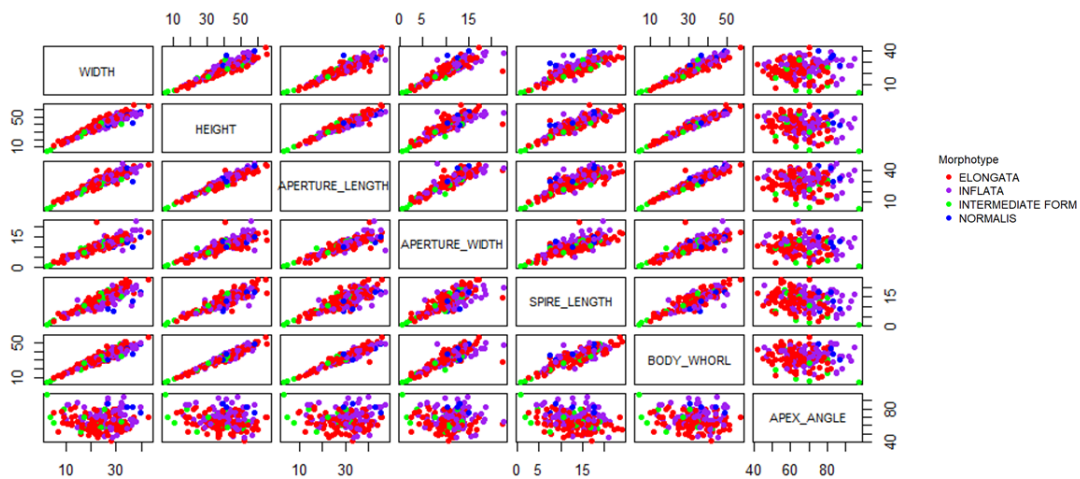 10 30 50
0 5 15
10 30 50
WIDTH
10 40
10 50
HEIGHT
APERTURE_LENGTH
10 40
Morphotype
ELONGATA
INFLATA
INTERMEDIATE FORM
NORMALIS
0 15
APERTURE_WIDTH
SPIRE_LENGTH
0 15
10 50
BODY_WHORL
APEX_ANGLE
40 80
10 30
10 30
0 5 15
40 60 80